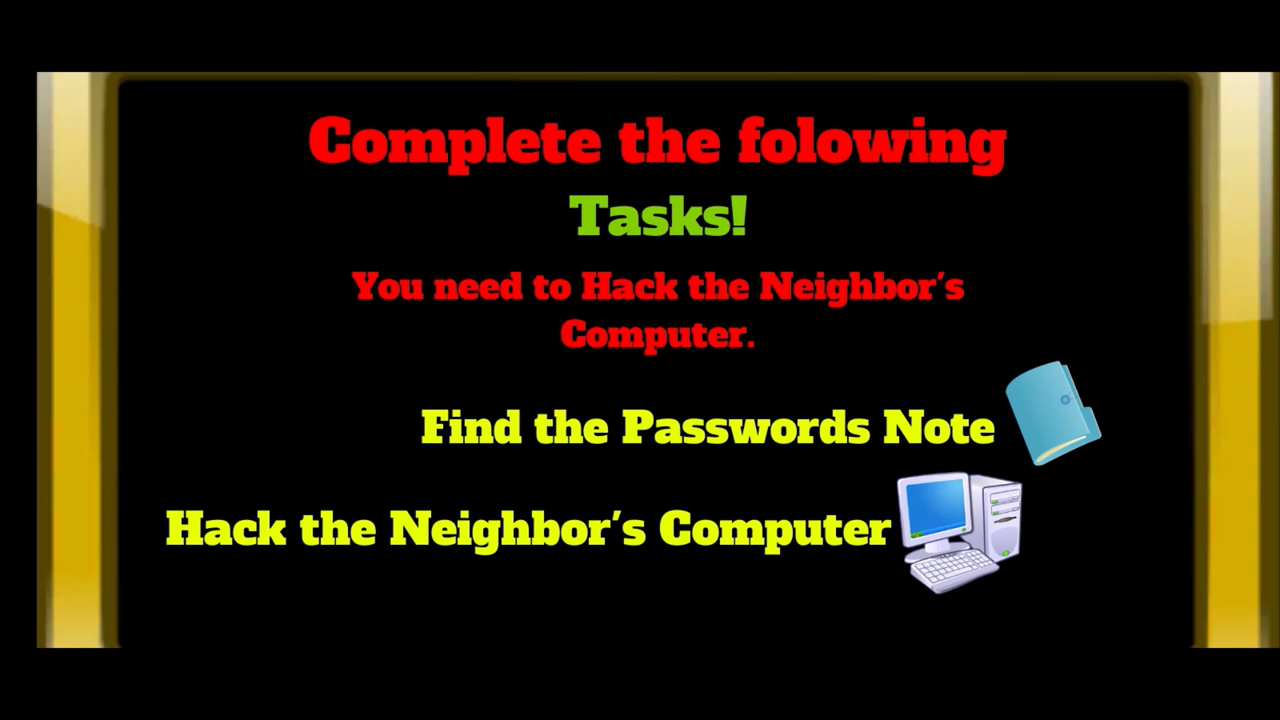 Complete the folowing
Tasks!
You need to Hack the Neighbor's
Computer.
Find the Passwords Note
Hack the Neighbor's Computer